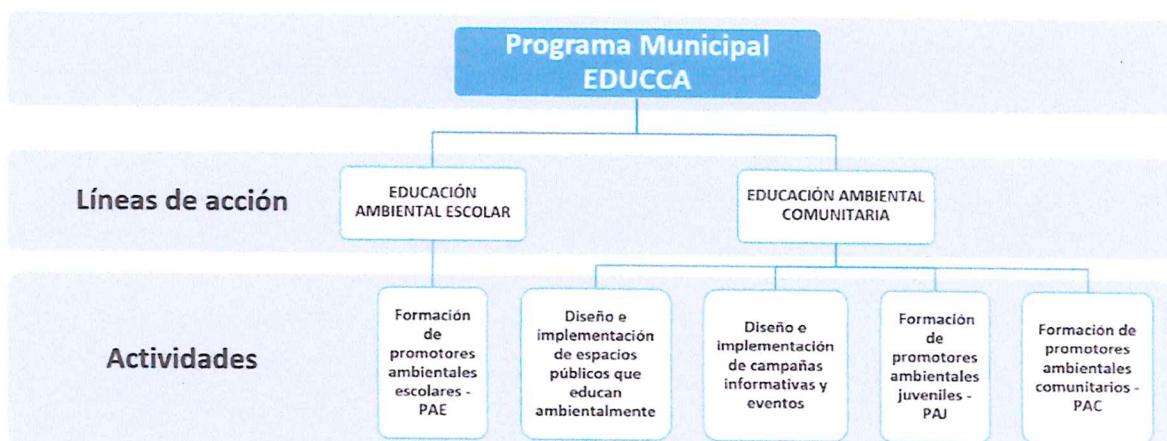 Programa Municipal
EDUCCA
Líneas de acción
EDUCACIÓN
AMBIENTAL ESCOLAR
EDUCACIÓN AMBIENTAL
COMUNITARIA
Actividades
Formación
de
promotores
ambientales
escolares -
PAE
Diseño e
implementación
de espacios
públicos que
educan
ambientalmente
Diseño e
implementación
de campañas
informativas y
eventos
Formación
de
promotores
ambientales
juveniles -
PAJ
Formación de
promotores
ambientales
comunitarios -
PAC